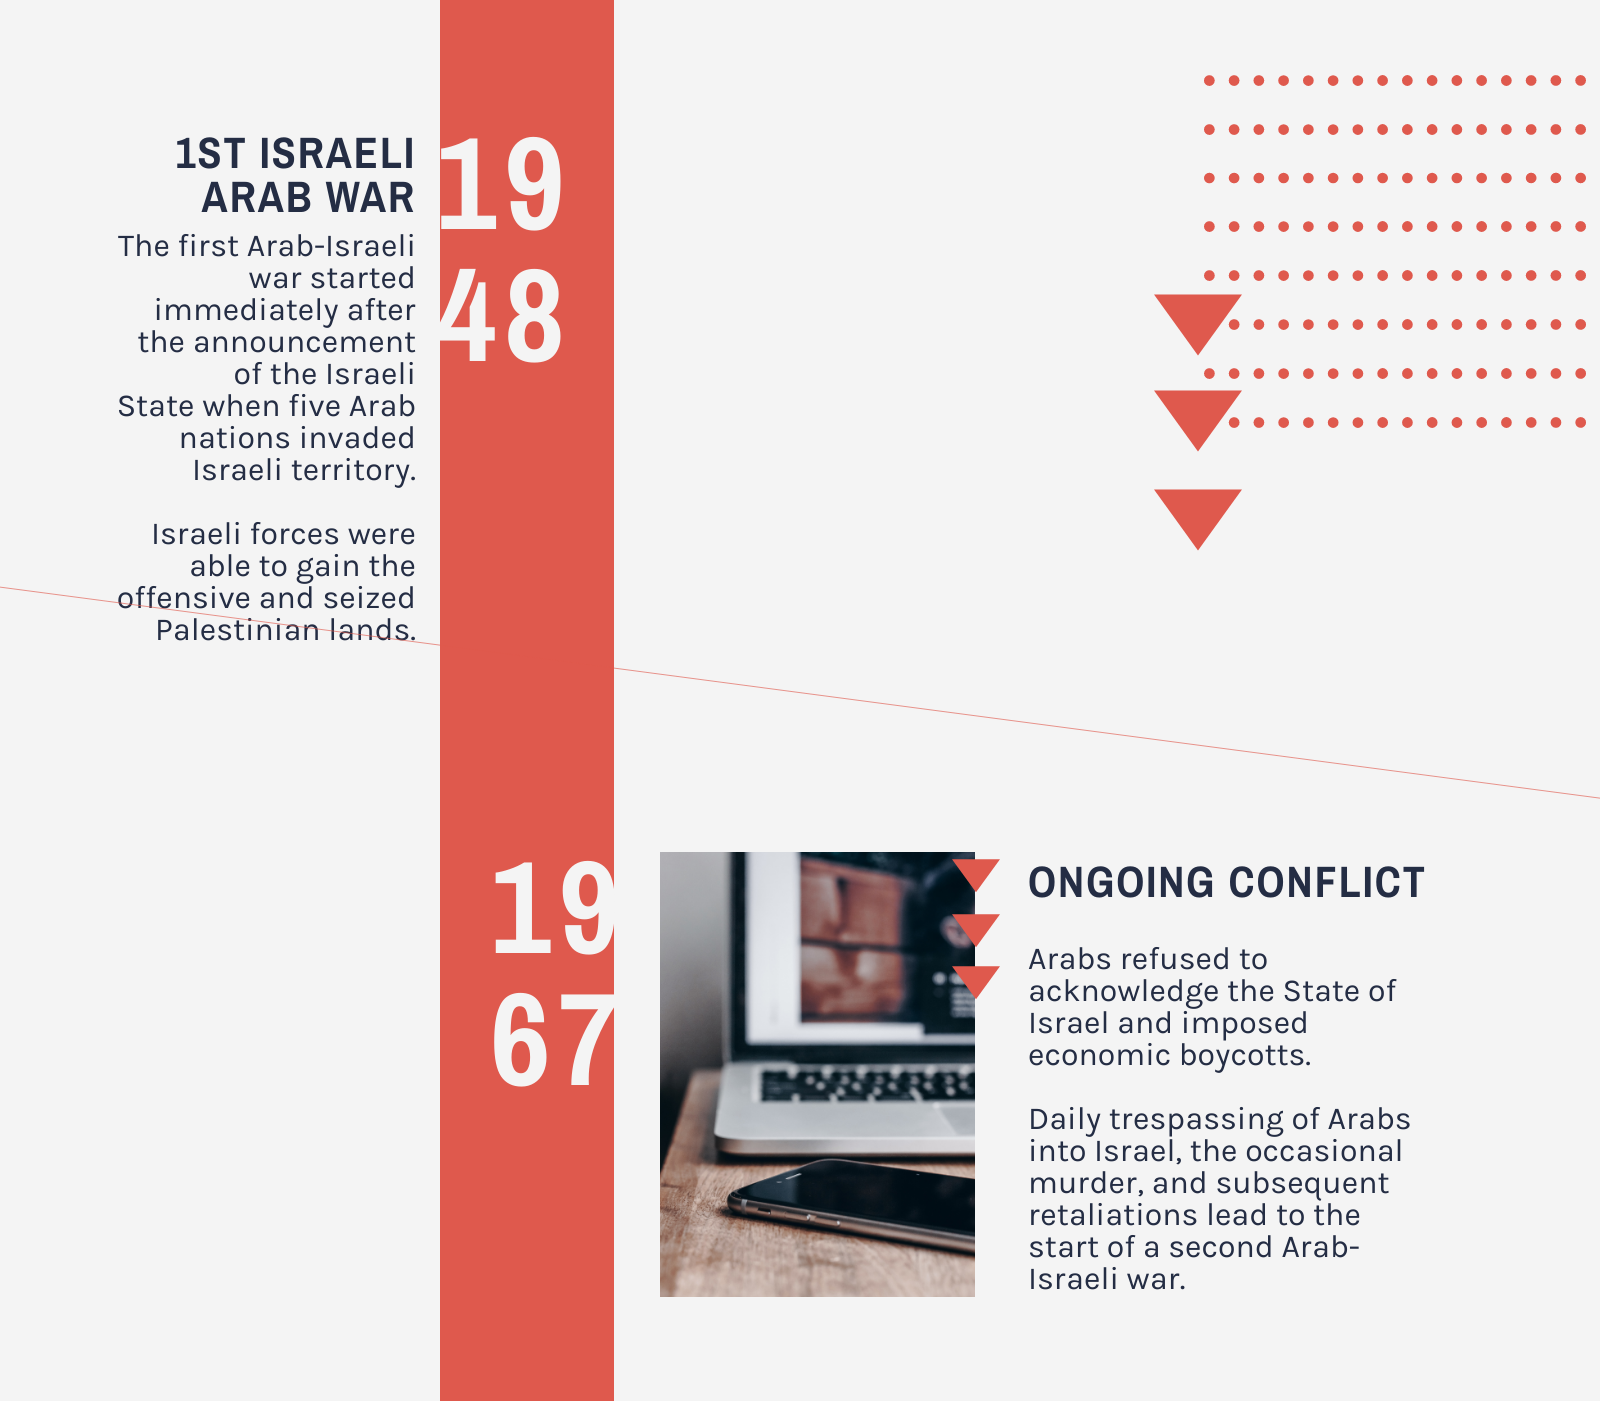 1ST ISRAELI
ARAB WAR
The first Arab-Israeli
war started
immediately after
the announcement
of the Israeli
State when five Arab
nations invaded
Israeli territory.
Israeli forces were
able to gain the
offensive and seized
Palestinian lands.
19
48
19
67
ONGOING CONFLICT
Arabs refused to
acknowledge the State of
Israel and imposed
economic boycotts.
Daily trespassing of Arabs
into Israel, the occasional
murder, and subsequent
retaliations lead to the
start of a second Arab-
Israeli war.